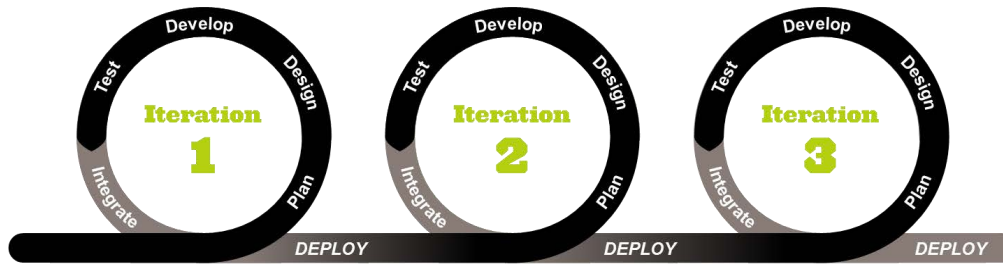 Develop
Test
Design
Iteration
1
Integrate
Plan
DEPLOY
Develop
Test
Design
Iteration
2
Integrate
Plan
DEPLOY
Develop
Test
Design
Iteration
3
Integrate
Plan
DEPLOY